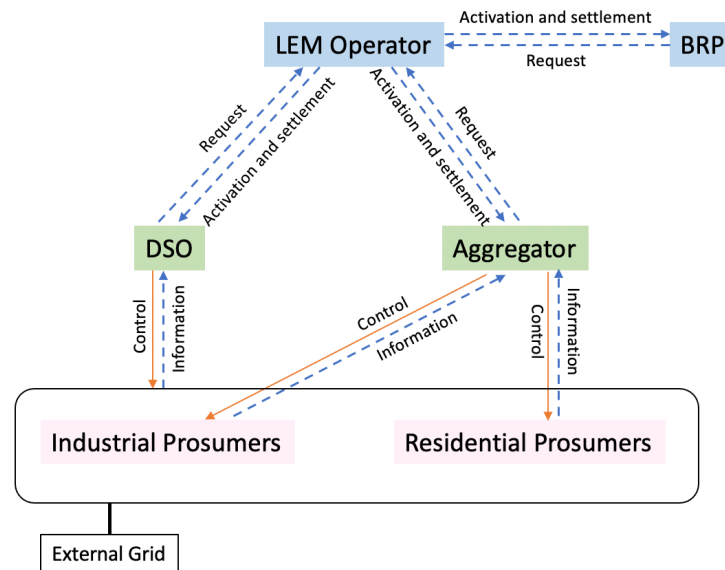 Activation and settlement
LEM Operator
BRP
Request
Request
Activation and settlement
Activation and settlement
Request
DSO
Aggregator
Control
Information
Control
Information
Control
Information
Industrial Prosumers
Residential Prosumers
External Grid